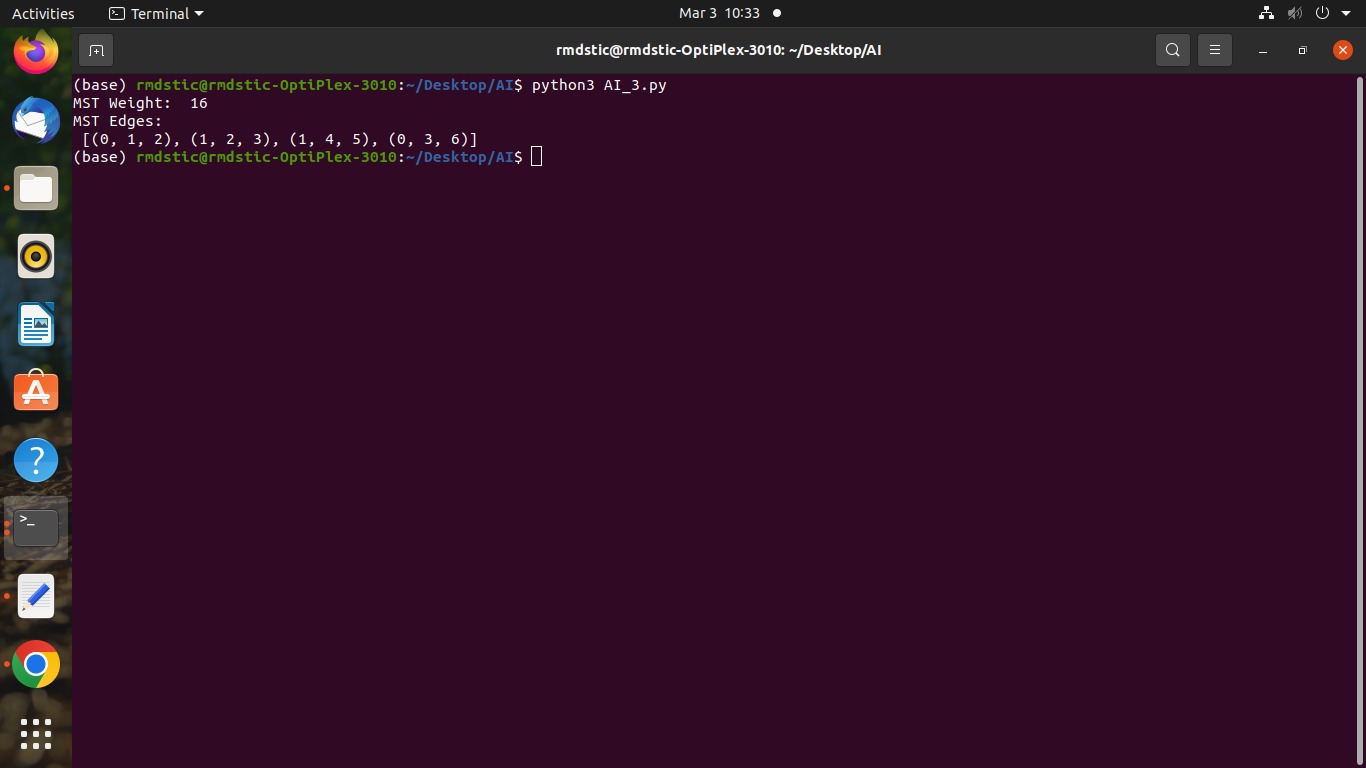 Activities
Terminal
Mar 3 10:33
rmdstic@rmdstic-OptiPlex-3010: ~/Desktop/AI
(base) rmdstic@rmdstic-OptiPlex-3010:~/Desktop/AI$ python3 AI_3.py
MST Weight:  16
MST Edges:
 [(0, 1, 2), (1, 2, 3), (1, 4, 5), (0, 3, 6)]
(base) rmdstic@rmdstic-OptiPlex-3010:~/Desktop/AI$